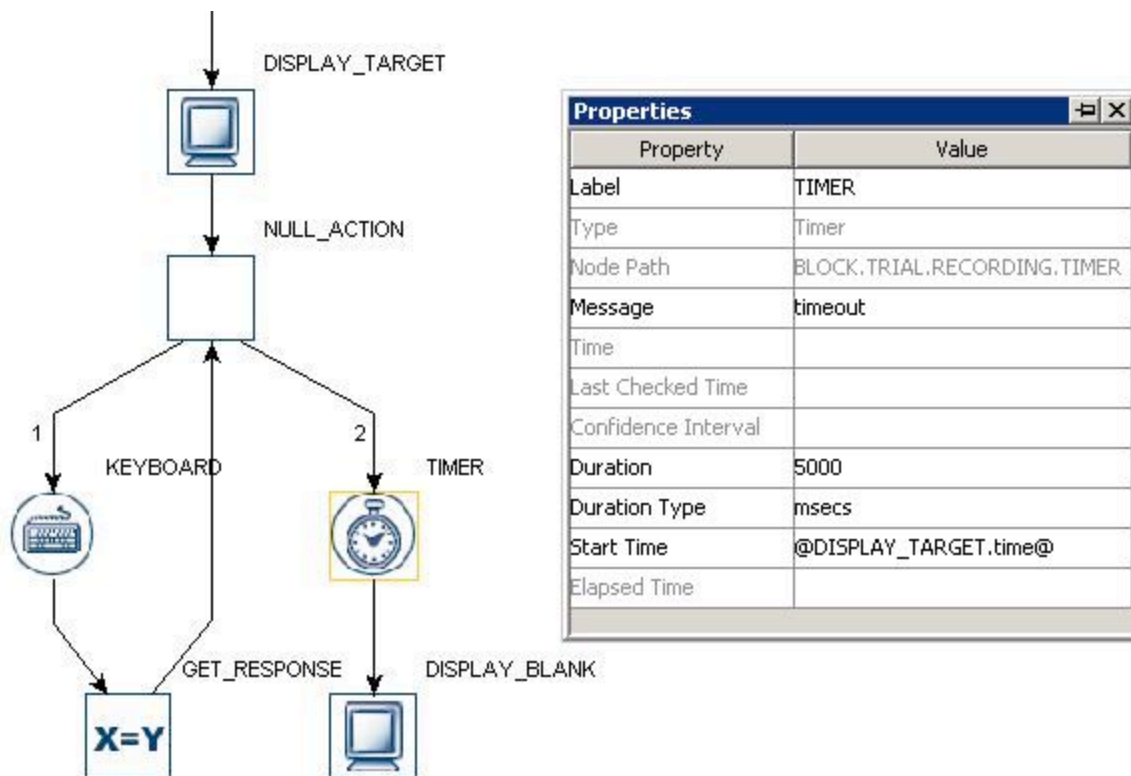 DISPLAY_TARGET
NULL_ACTION
1
2
KEYBOARD
TIMER
GET_RESPONSE
DISPLAY_BLANK
X=Y
Properties
Property Value
Label TIMER
Type Timer
Node Path BLOCK.TRIAL.RECORDING.TIMER
Message timeout
Time
Last Checked Time
Confidence Interval
Duration 5000
Duration Type msecs
Start Time @DISPLAY_TARGET.time@
Elapsed Time